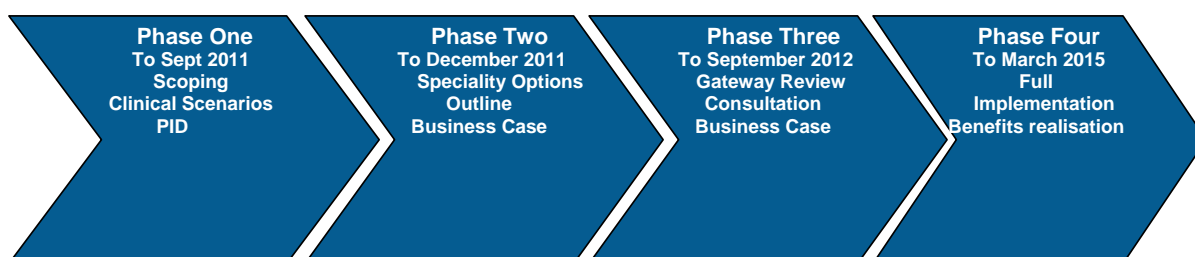 Phase One
To Sept 2011
Scoping
Clinical Scenarios
PID
Phase Two
To December 2011
Speciality Options
Outline
Business Case
Phase Three
To September 2012
Gateway Review
Consultation
Business Case
Phase Four
To March 2015
Full
Implementation
Benefits realisation